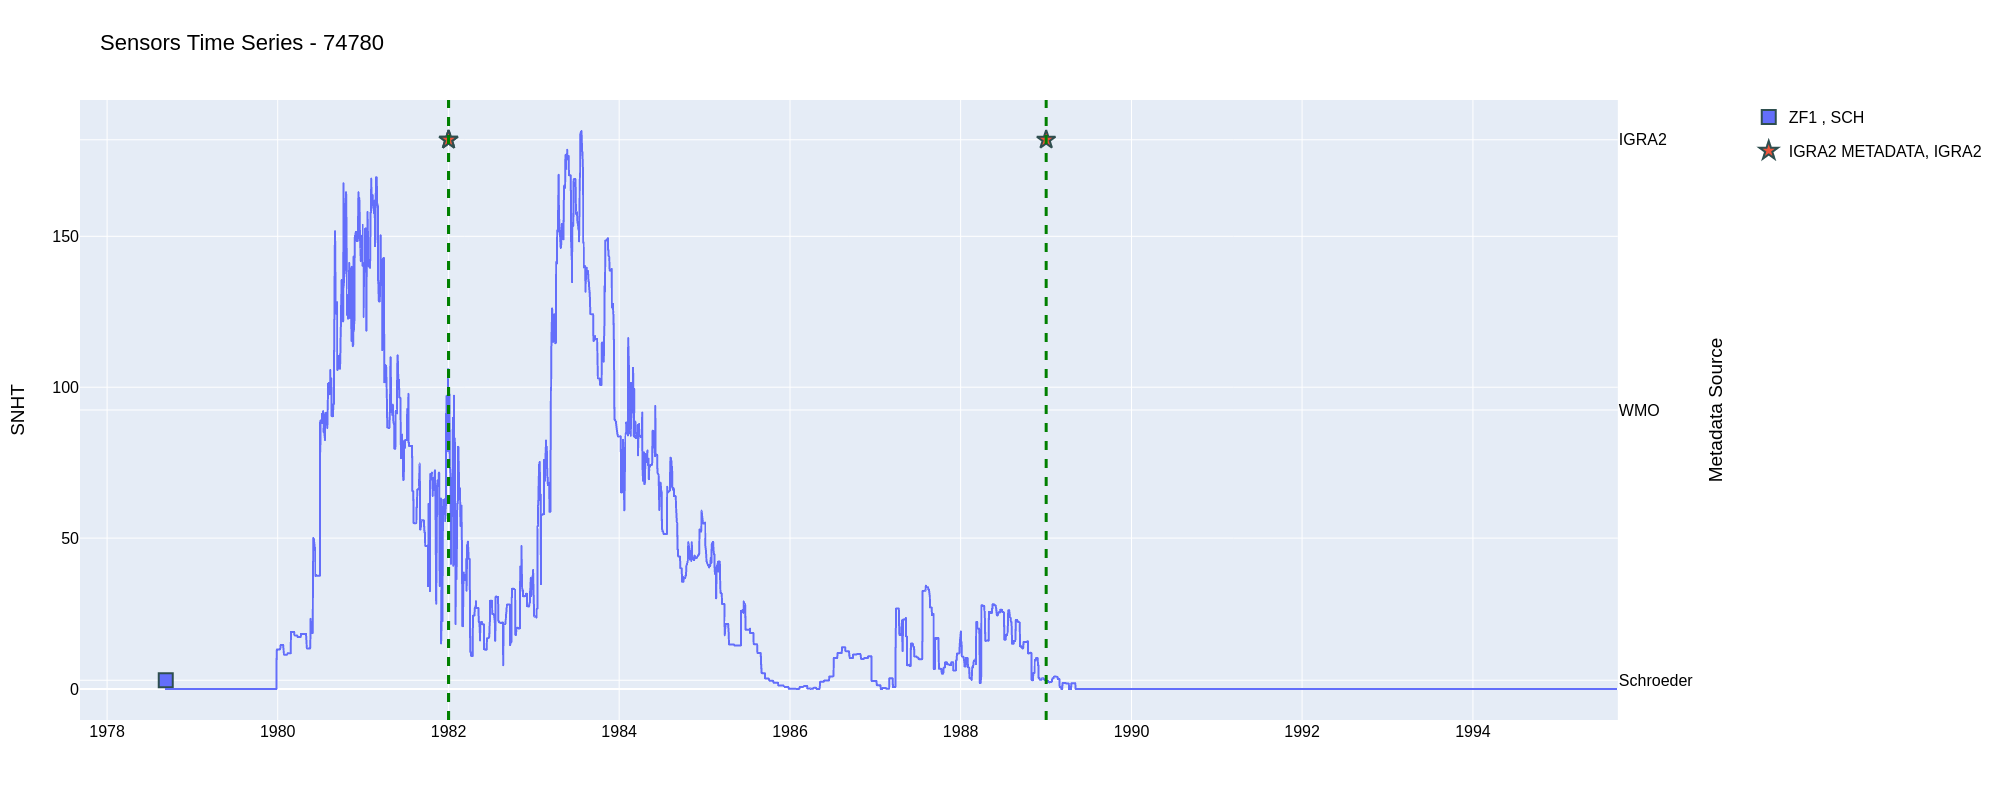 Sensors Time Series - 74780
ZF1 , SCH
IGRA2 METADATA, IGRA2
SNHT
150
100
50
0
IGRA2
WMO
Schroeder
Metadata Source
1978 1980 1982 1984 1986 1988 1990 1992 1994